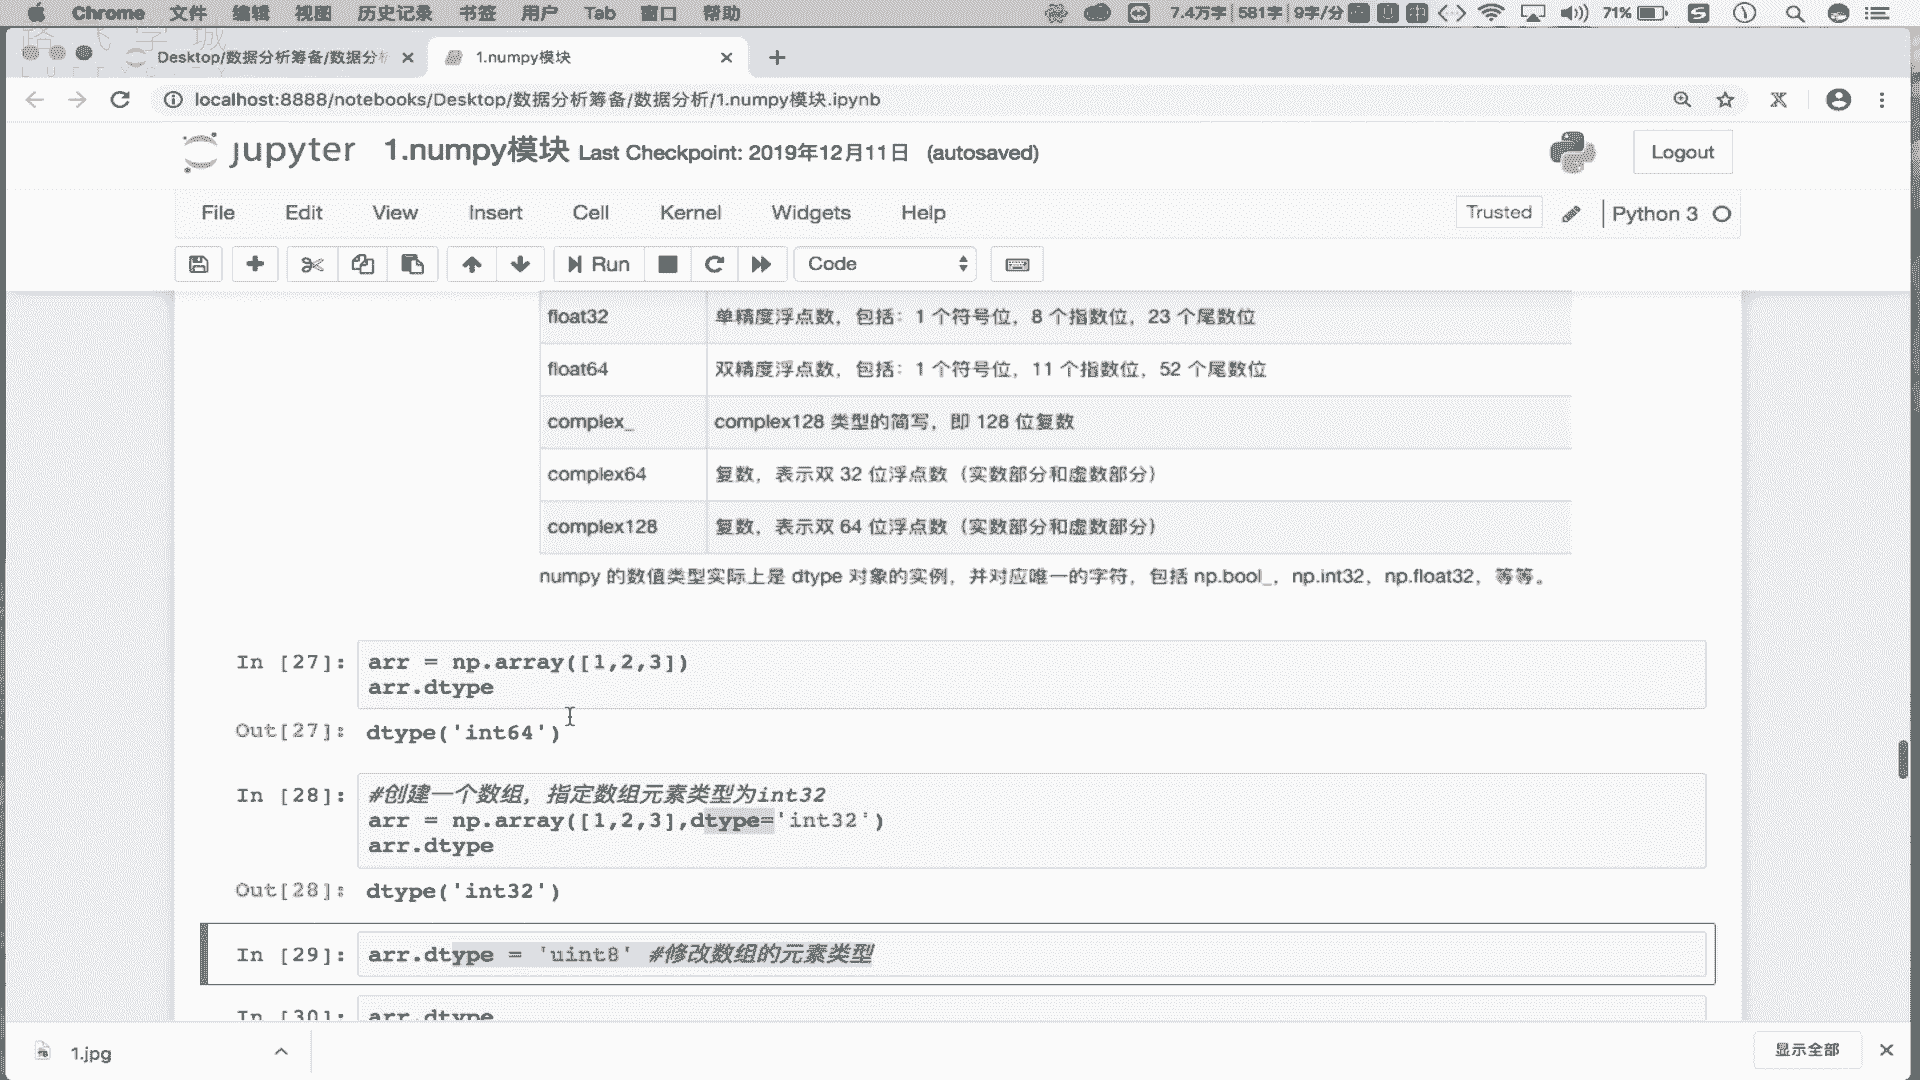 Chrome 文件 编辑 视图 历史记录 书签 用户 Tab 窗口 帮助 7.4万字 581字 9字/分 71%
Desktop/数据分析筹备/数据分析 1.numpy模块
localhost:8888/notebooks/Desktop/数据分析筹备/数据分析/1.numpy模块.ipynb
jupyter 1.numpy模块 Last Checkpoint: 2019年12月11日 (autosaved) Logout
File Edit View Insert Cell Kernel Widgets Help Trusted Python 3
Run Code
float32 单精度浮点数，包括：1 个符号位，8 个指数位，23 个尾数位
float64 双精度浮点数，包括：1 个符号位，11 个指数位，52 个尾数位
complex_ complex128 类型的简写，即 128 位复数
complex64 复数，表示双 32 位浮点数（实数部分和虚数部分）
complex128 复数，表示双 64 位浮点数（实数部分和虚数部分）
numpy 的数值类型实际上是 dtype 对象的实例，并对应唯一的字符，包括 np.bool_，np.int32，np.float32，等等。
In [27]: arr = np.array([1,2,3])
arr.dtype
Out[27]: dtype('int64')
In [28]: #创建一个数组，指定数组元素类型为int32
arr = np.array([1,2,3],dtype='int32')
arr.dtype
Out[28]: dtype('int32')
In [29]: arr.dtype = 'uint8' #修改数组的元素类型
In [30]: arr.dtype
1.jpg 显示全部